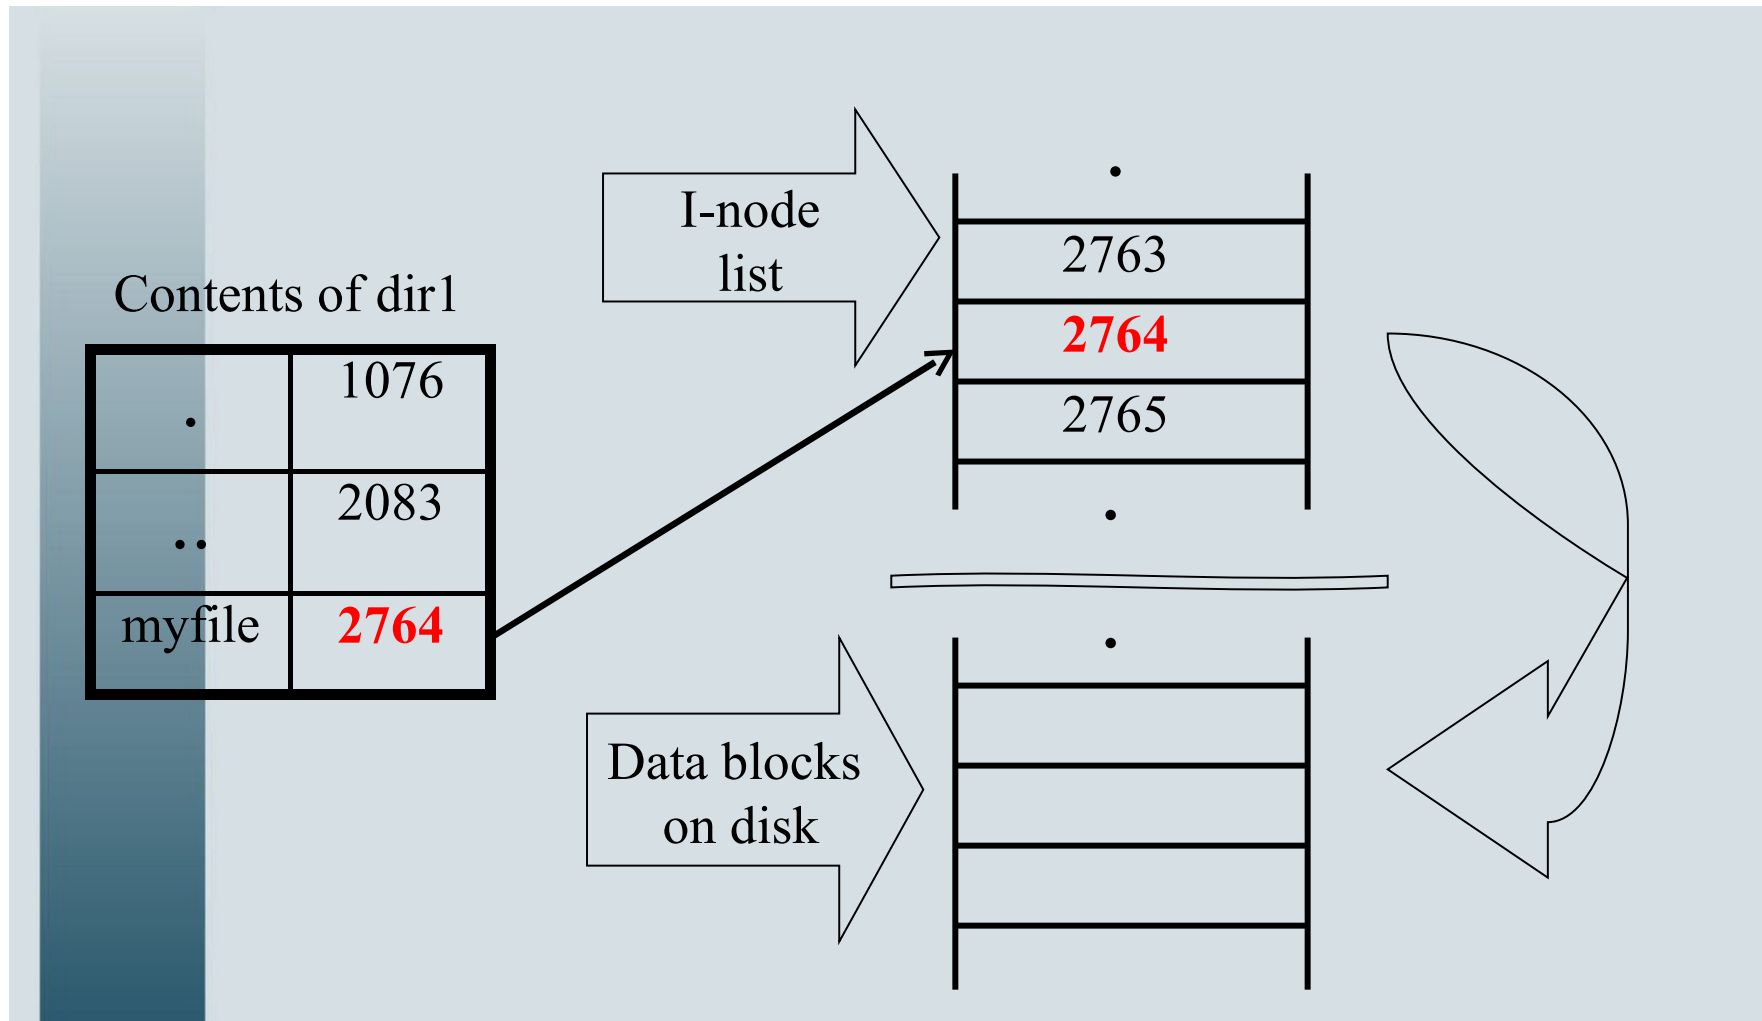 I-node
list
.
2763
2764
2765
.
Contents of dir1
. 1076
.. 2083
myfile 2764
Data blocks
on disk
.